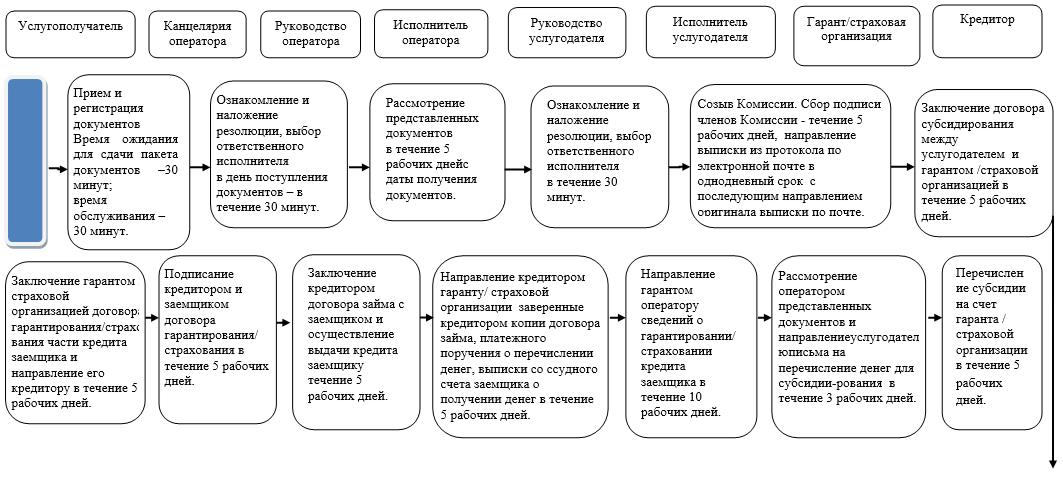 Услугополучатель
Канцелярия
оператора
Руководство
оператора
Исполнитель
оператора
Руководство
услугодателя
Исполнитель
услугодателя
Гарант/страховая
организация
Кредитор
Прием и
регистрация
документов
Время ожидания
для сдачи пакета
документов –30
минут;
время
обслуживания –
30 минут.
Ознакомление и
наложение
резолюции, выбор
ответственного
исполнителя
в день поступления
документов – в
течение 30 минут.
Рассмотрение
представленных
документов
в течение 5
рабочих днейс
даты получения
документов.
Ознакомление и
наложение
резолюции, выбор
ответственного
исполнителя
в течение 30
минут.
Созыв Комиссии. Сбор подписи
членов Комиссии - течение 5
рабочих дней, направление
выписки из протокола по
электронной почте в
однодневный срок с
последующим направлением
оригинала выписки по почте.
Заключение договора
субсидирования
между
услугодателем и
гарантом /страховой
организацией в
течение 5 рабочих
дней.
Заключение гарантом
страховой
организацией договора
гарантирования/страхо
вания части кредита
заемщика и
направление его
кредитору в течение 5
рабочих дней.
Подписание
кредитором и
заемщиком
договора
гарантирования/
страхования в
течение 5 рабочих
дней.
Заключение
кредитором
договора займа с
заемщиком и
осуществление
выдачи кредита
заемщику
течение 5
рабочих дней.
Направление кредитором
гаранту/ страховой
организации заверенные
кредитором копии договора
займа, платежного
поручения о перечислении
денег, выписки со ссудного
счета заемщика о
получении денег в течение
5 рабочих дней.
Направление
гарантом
оператору
сведений о
гарантировании/
страховании
кредита
заемщика в
течение 10
рабочих дней.
Рассмотрение
оператором
представленных
документов и
направлениеуслугодател
юписьма на
перечисление денег для
субсидии-рования в
течение 3 рабочих дней.
Перечислен
ие субсидии
на счет
гаранта /
страховой
организации
в течение 5
рабочих
дней.